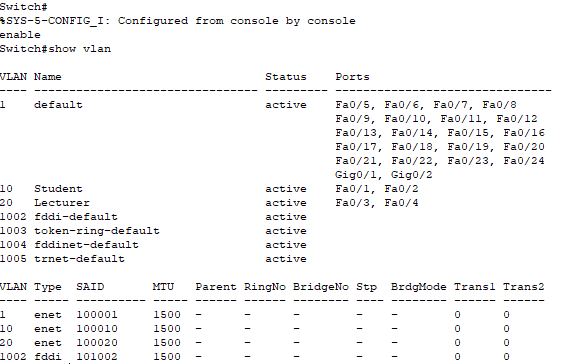 Switch#
%SYS-5-CONFIG_I: Configured from console by console
enable
Switch#show vlan
VLAN Name                             Status    Ports
---- -------------------------------- --------- -------------------------------
1    default                          active    Fa0/5, Fa0/6, Fa0/7, Fa0/8
                                                Fa0/9, Fa0/10, Fa0/11, Fa0/12
                                                Fa0/13, Fa0/14, Fa0/15, Fa0/16
                                                Fa0/17, Fa0/18, Fa0/19, Fa0/20
                                                Fa0/21, Fa0/22, Fa0/23, Fa0/24
                                                Gig0/1, Gig0/2
10   Student                          active    Fa0/1, Fa0/2
20   Lecturer                         active    Fa0/3, Fa0/4
1002 fddi-default                     active
1003 token-ring-default               active
1004 fddinet-default                  active
1005 trnet-default                    active
VLAN Type  SAID       MTU   Parent RingNo BridgeNo Stp  BrdgMode Trans1 Trans2
---- ----- ---------- ----- ------ ------ -------- ---- -------- ------ ------
1    enet  100001     1500  -      -      -        -    -        0      0
10   enet  100010     1500  -      -      -        -    -        0      0
20   enet  100020     1500  -      -      -        -    -        0      0
1002 fddi  101002     1500  -      -      -        -    -        0      0